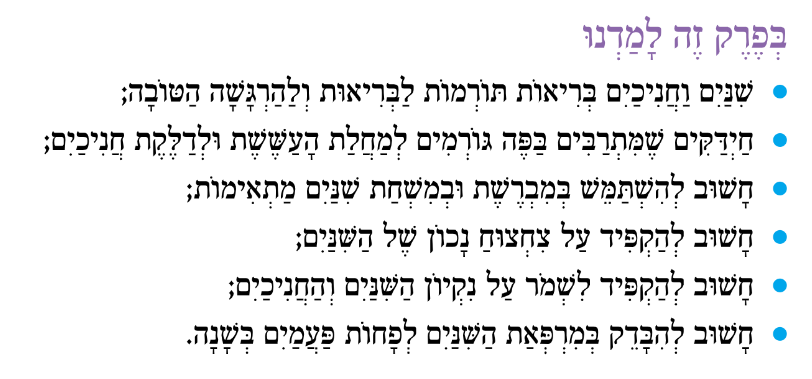 בְּפֶרֶק זֶה לָמַדְנוּ
• שִׁנַּיִם וַחֲנִיכַיִם בְּרִיאוֹת תּוֹרְמוֹת לַבְּרִיאוּת וְלַהַרְגָּשָׁה הַטּוֹבָה;
• חַיְדַּקִּים שֶׁמִּתְרַבִּים בַּפֶּה גּוֹרְמִים לְמַחֲלַת הָעַשֶּׁשֶׁת וּלְדַלֶּקֶת חֲנִיכַיִם;
• חָשׁוּב לְהִשְׁתַּמֵּשׁ בְּמִבְרֶשֶׁת וּבְמִשְׁחַת שִׁנַּיִם מַתְאִימוֹת;
• חָשׁוּב לְהַקְפִּיד עַל צִחְצוּחַ נָכוֹן שֶׁל הַשִּׁנַּיִם;
• חָשׁוּב לְהַקְפִּיד לִשְׁמֹר עַל נִקְיוֹן הַשִּׁנַּיִם וְהַחֲנִיכַיִם;
• חָשׁוּב לְהִבָּדֵק בְּמִרְפְּאַת הַשִּׁנַּיִם לְפָחוֹת פַּעֲמַיִם בְּשָׁנָה.